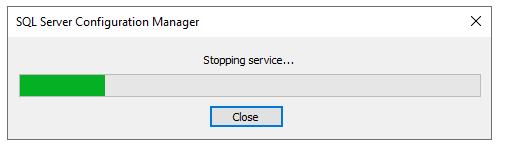 SQL Server Configuration Manager
Stopping service...
Close